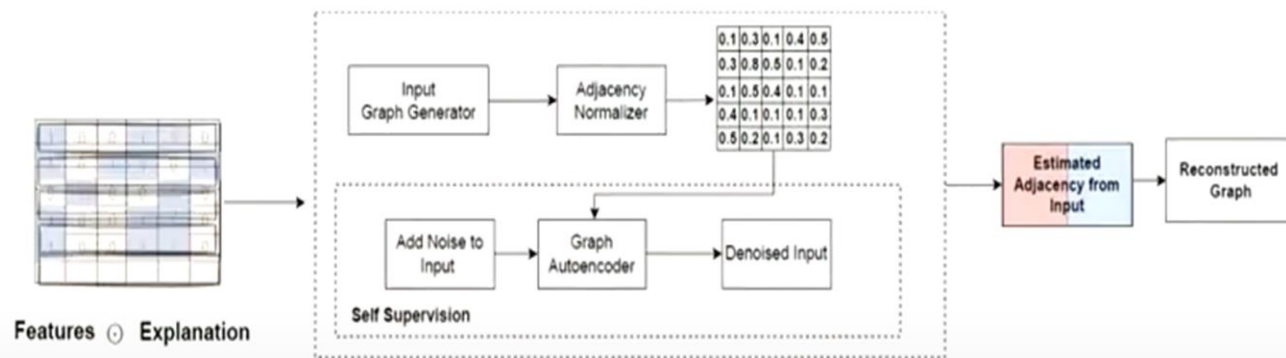 Input
Graph Generator
Adjacency
Normalizer
0.1 0.3 0.1 0.4 0.5
0.3 0.8 0.5 0.1 0.2
0.1 0.5 0.4 0.1 0.1
0.4 0.1 0.1 0.1 0.3
0.5 0.2 0.1 0.3 0.2
Add Noise to
Input
Graph
Autoencoder
Denoised Input
Self Supervision
Features ⊙ Explanation
Estimated
Adjacency from
Input
Reconstructed
Graph